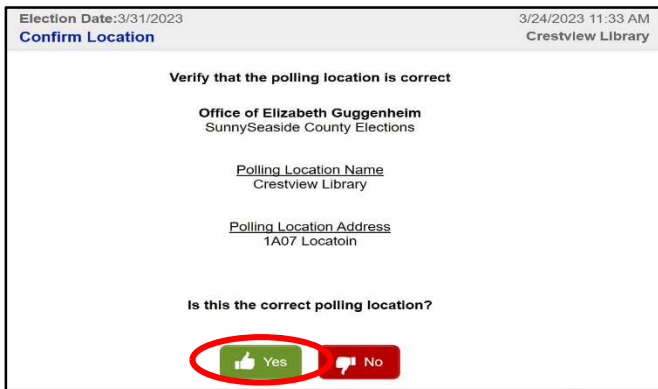 Election Date:3/31/2023 3/24/2023 11:33 AM
Confirm Location Crestview Library
Verify that the polling location is correct
Office of Elizabeth Guggenheim
SunnySeaside County Elections
Polling Location Name
Crestview Library
Polling Location Address
1A07 Locatoin
Is this the correct polling location?
Yes No